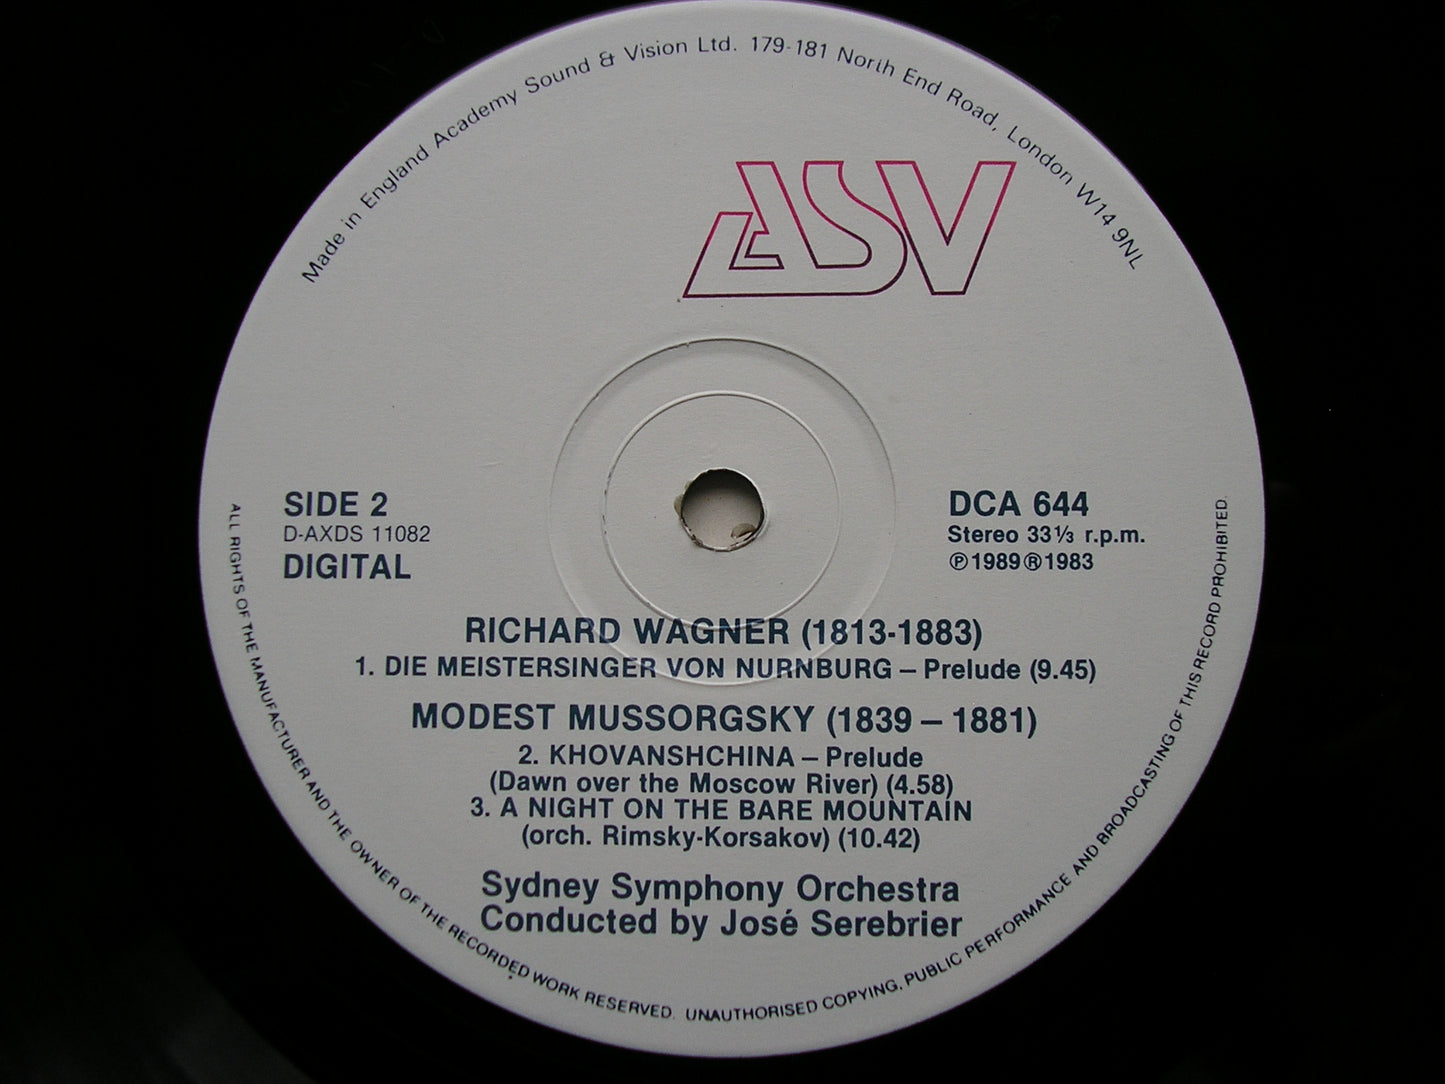 Made in England Academy Sound & Vision Ltd. 179-181 North End Road, London W14 9NL
ASV
SIDE 2
D-AXDS 11082
DIGITAL
DCA 644
Stereo 33⅓ r.p.m.
Ⓟ1989Ⓡ1983
RICHARD WAGNER (1813-1883)
1. DIE MEISTERSINGER VON NURNBURG – Prelude (9.45)
MODEST MUSSORGSKY (1839 – 1881)
2. KHOVANSHCHINA – Prelude
(Dawn over the Moscow River) (4.58)
3. A NIGHT ON THE BARE MOUNTAIN
(orch. Rimsky-Korsakov) (10.42)
Sydney Symphony Orchestra
Conducted by José Serebrier
ALL RIGHTS OF THE MANUFACTURER AND THE OWNER OF THE RECORDED WORK RESERVED. UNAUTHORISED COPYING, PUBLIC PERFORMANCE AND BROADCASTING OF THIS RECORD PROHIBITED.